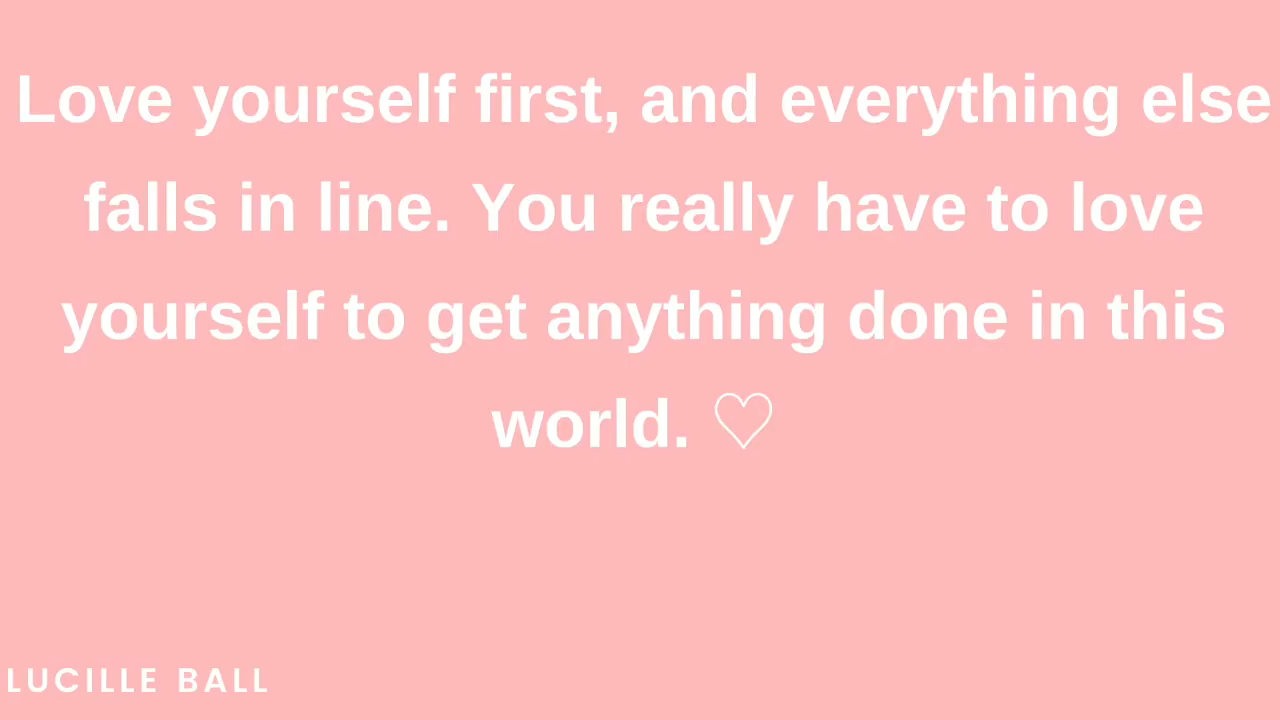 Love yourself first, and everything else
falls in line. You really have to love
yourself to get anything done in this
world. ♡
LUCILLE BALL